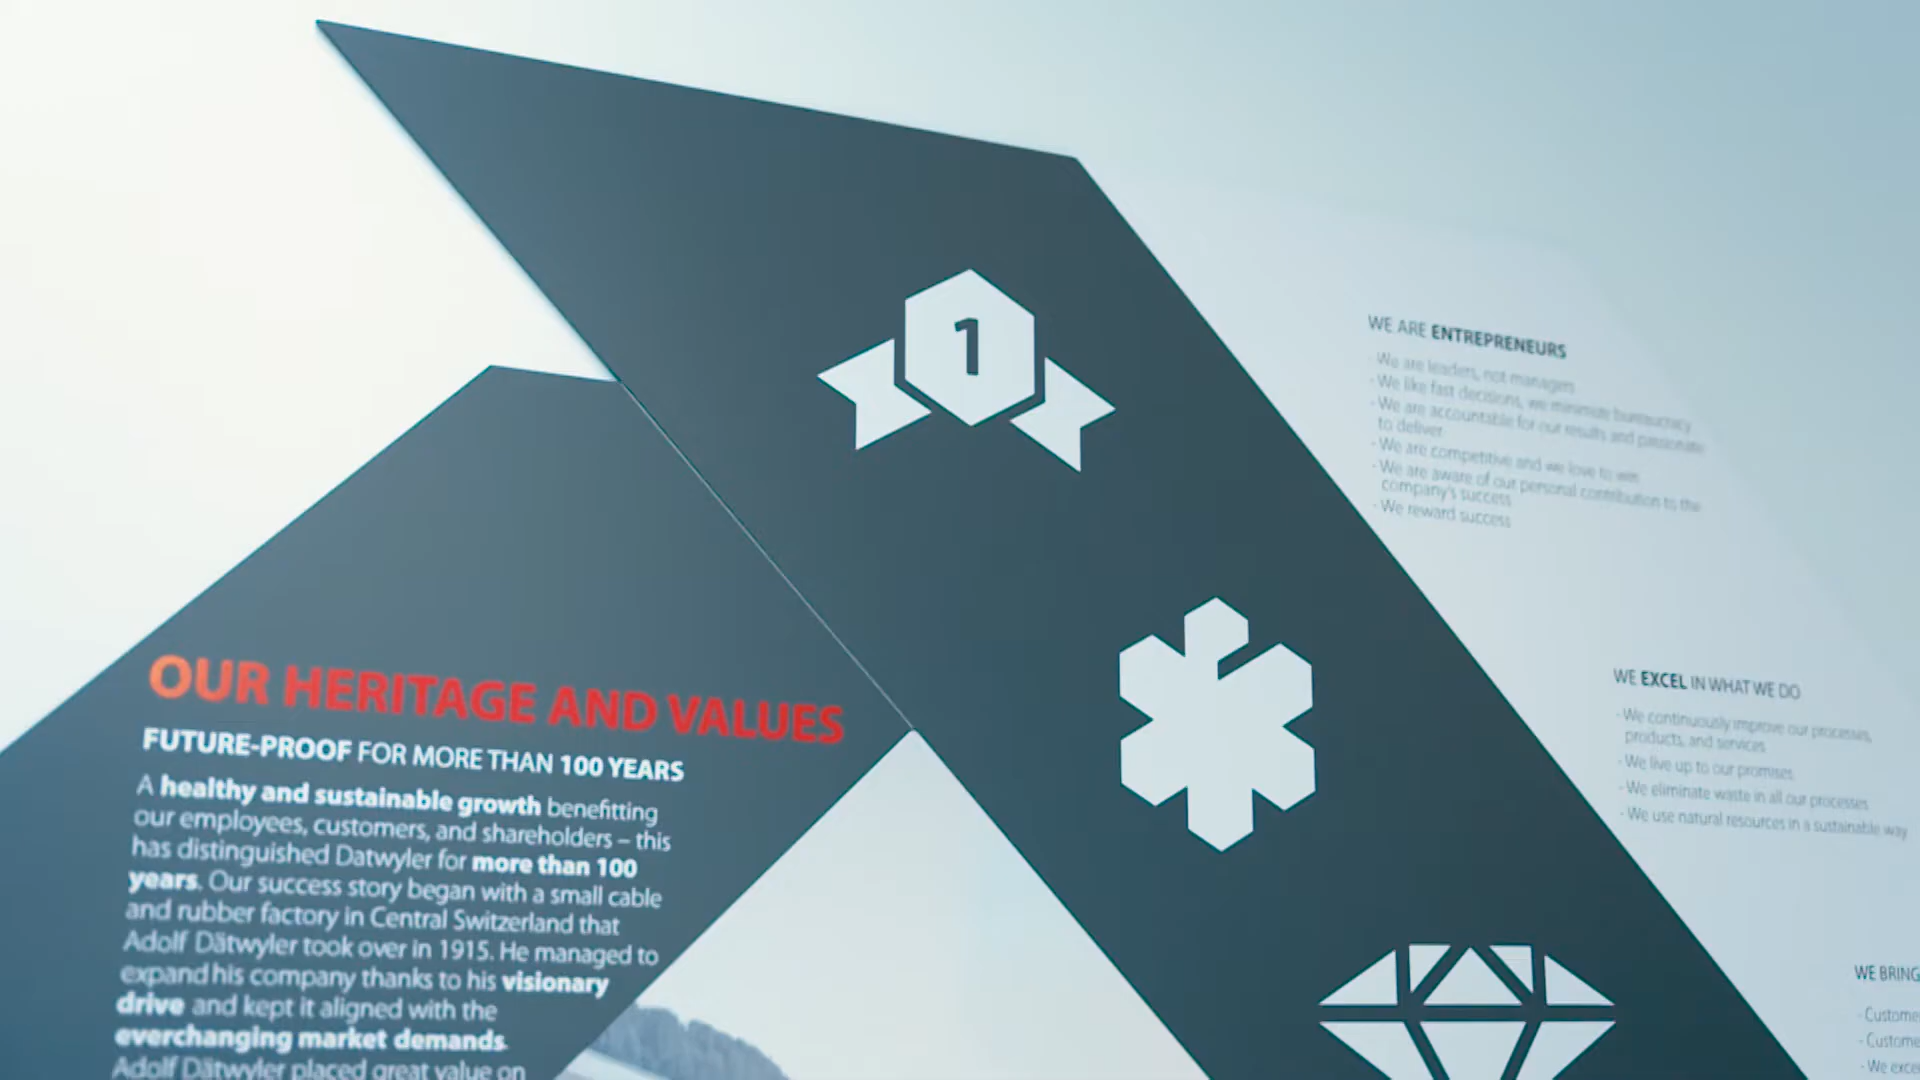 1
OUR HERITAGE AND VALUES
FUTURE-PROOF FOR MORE THAN 100 YEARS
A healthy and sustainable growth benefitting
our employees, customers, and shareholders – this
has distinguished Datwyler for more than 100
years. Our success story began with a small cable
and rubber factory in Central Switzerland that
Adolf Dätwyler took over in 1915. He managed to
expand his company thanks to his visionary
drive and kept it aligned with the
everchanging market demands.
Adolf Dätwyler placed great value on
WE ARE ENTREPRENEURS
- We are leaders, not managers
- We like fast decisions, we minimize bureaucracy
- We are accountable for our results and passionate
to deliver
- We are competitive and we love to win
- We are aware of our personal contribution to the
company's success
- We reward success
WE EXCEL IN WHAT WE DO
- We continuously improve our processes,
products, and services
- We live up to our promises
- We eliminate waste in all our processes
- We use natural resources in a sustainable way
WE BRING
- Custome
- Custome
- We exce